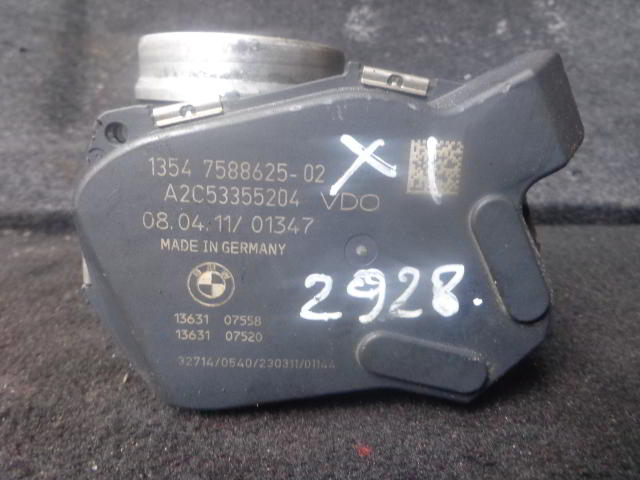 1354 7588625-02
X1
A2C53355204 VDO
08.04.11/ 01347
MADE IN GERMANY
2928.
13631 07558
13631 07520
32714/0540/230311/01144